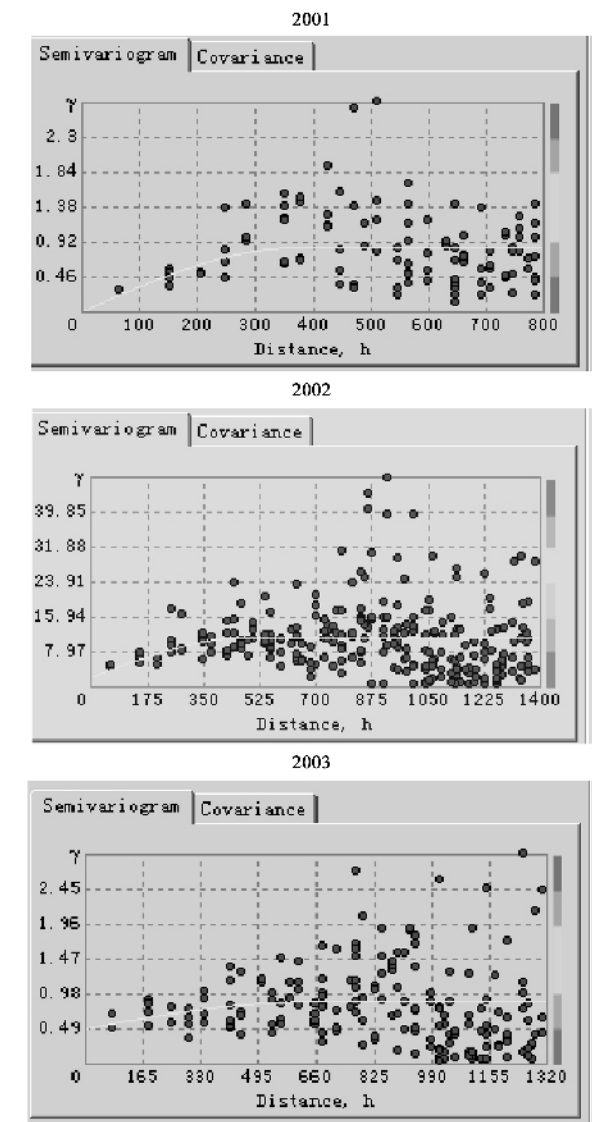 2001
Semivariogram Covariance
γ
2.3
1.84
1.38
0.92
0.46
0 100 200 300 400 500 600 700 800
Distance, h
2002
Semivariogram Covariance
γ
39.85
31.88
23.91
15.94
7.97
0 175 350 525 700 875 1050 1225 1400
Distance, h
2003
Semivariogram Covariance
γ
2.45
1.96
1.47
0.98
0.49
0 165 330 495 660 825 990 1155 1320
Distance, h